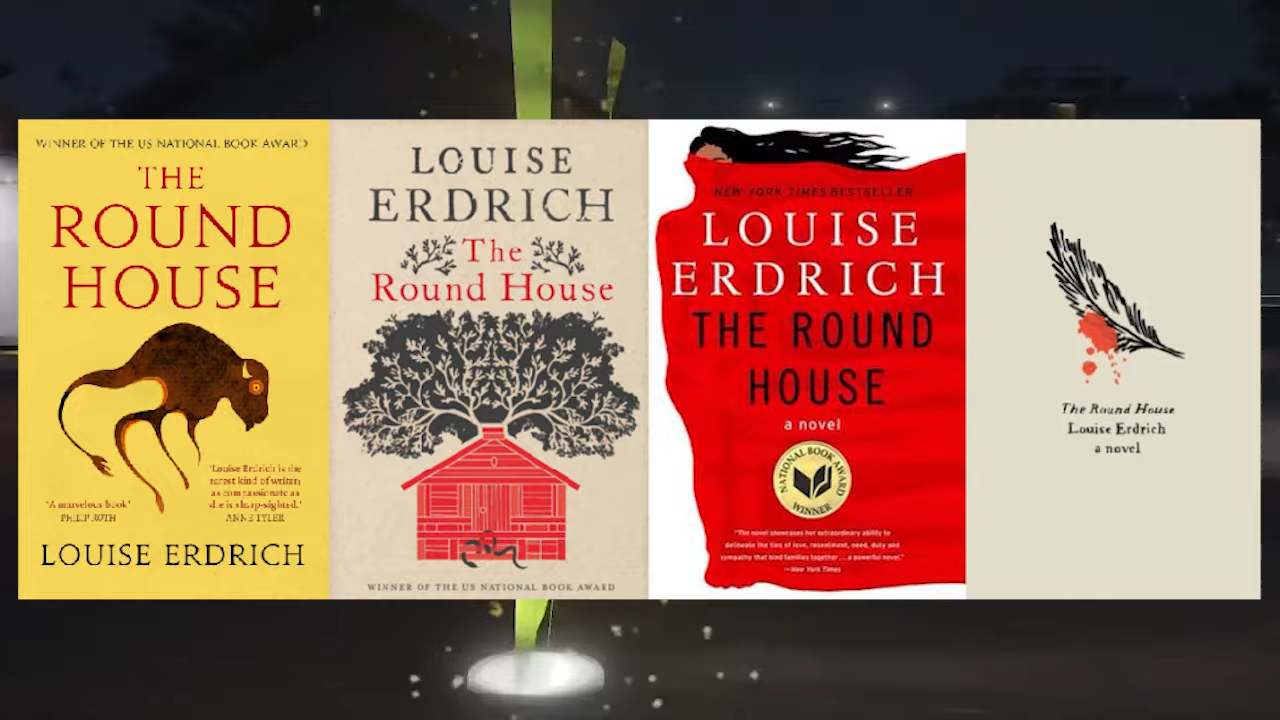 WINNER OF THE US NATIONAL BOOK AWARD
THE
ROUND
HOUSE
'A marvelous book'
PHILIP ROTH
'Louise Erdrich is the
rarest kind of writer;
as compassionate as
she is sharp-sighted.'
ANNE TYLER
LOUISE ERDRICH
LOUISE
ERDRICH
The
Round House
WINNER OF THE US NATIONAL BOOK AWARD
NEW YORK TIMES BESTSELLER
LOUISE
ERDRICH
THE ROUND
HOUSE
a novel
NATIONAL BOOK AWARD
WINNER
"The novel showcases her extraordinary ability to
delineate the ties of love, resentment, need, duty and
sympathy that bind families together . . . a powerful novel."
—New York Times
The Round House
Louise Erdrich
a novel